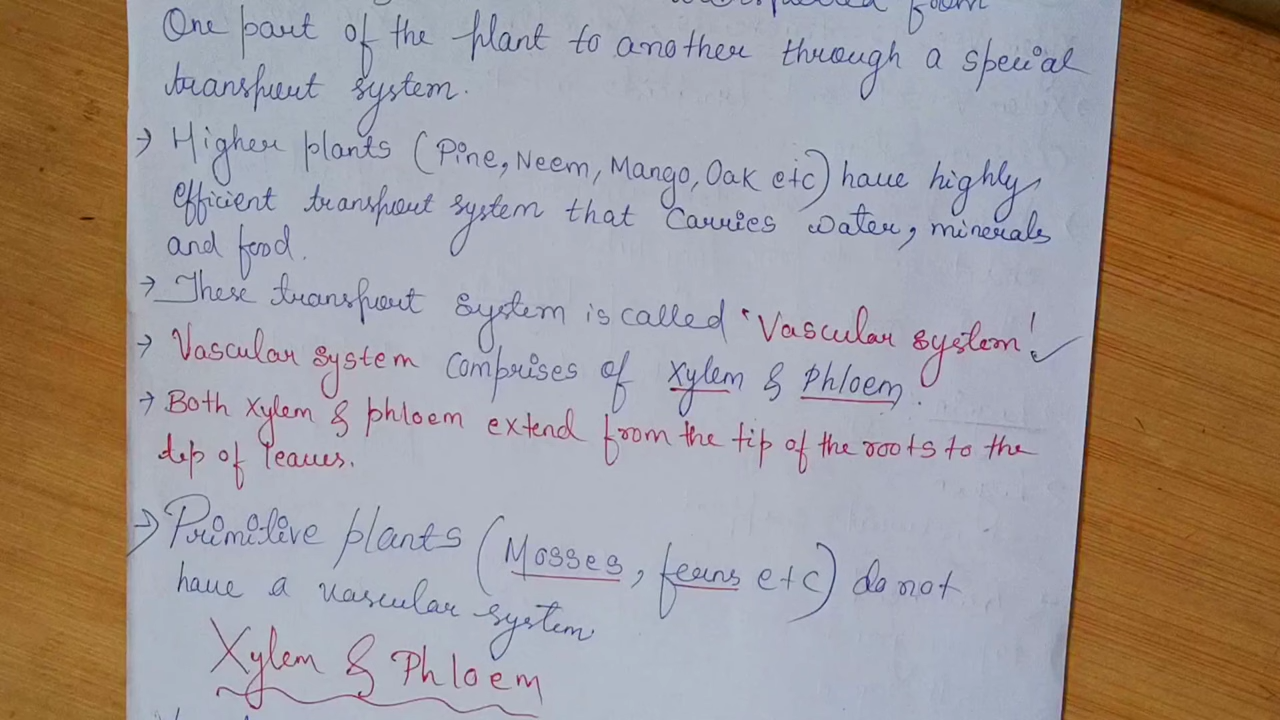 One part of the plant to another through a special
transport system.
→ Higher plants (Pine, Neem, Mango, Oak etc) have highly
efficient transport system that carries water, minerals
and food.
→ These transport system is called 'Vascular system'
→ Vascular system comprises of Xylem & Phloem.
→ Both Xylem & phloem extend from the tip of the roots to the
top of leaves.
→ Primitive plants (Mosses, ferns etc) do not
have a vascular system
Xylem & Phloem